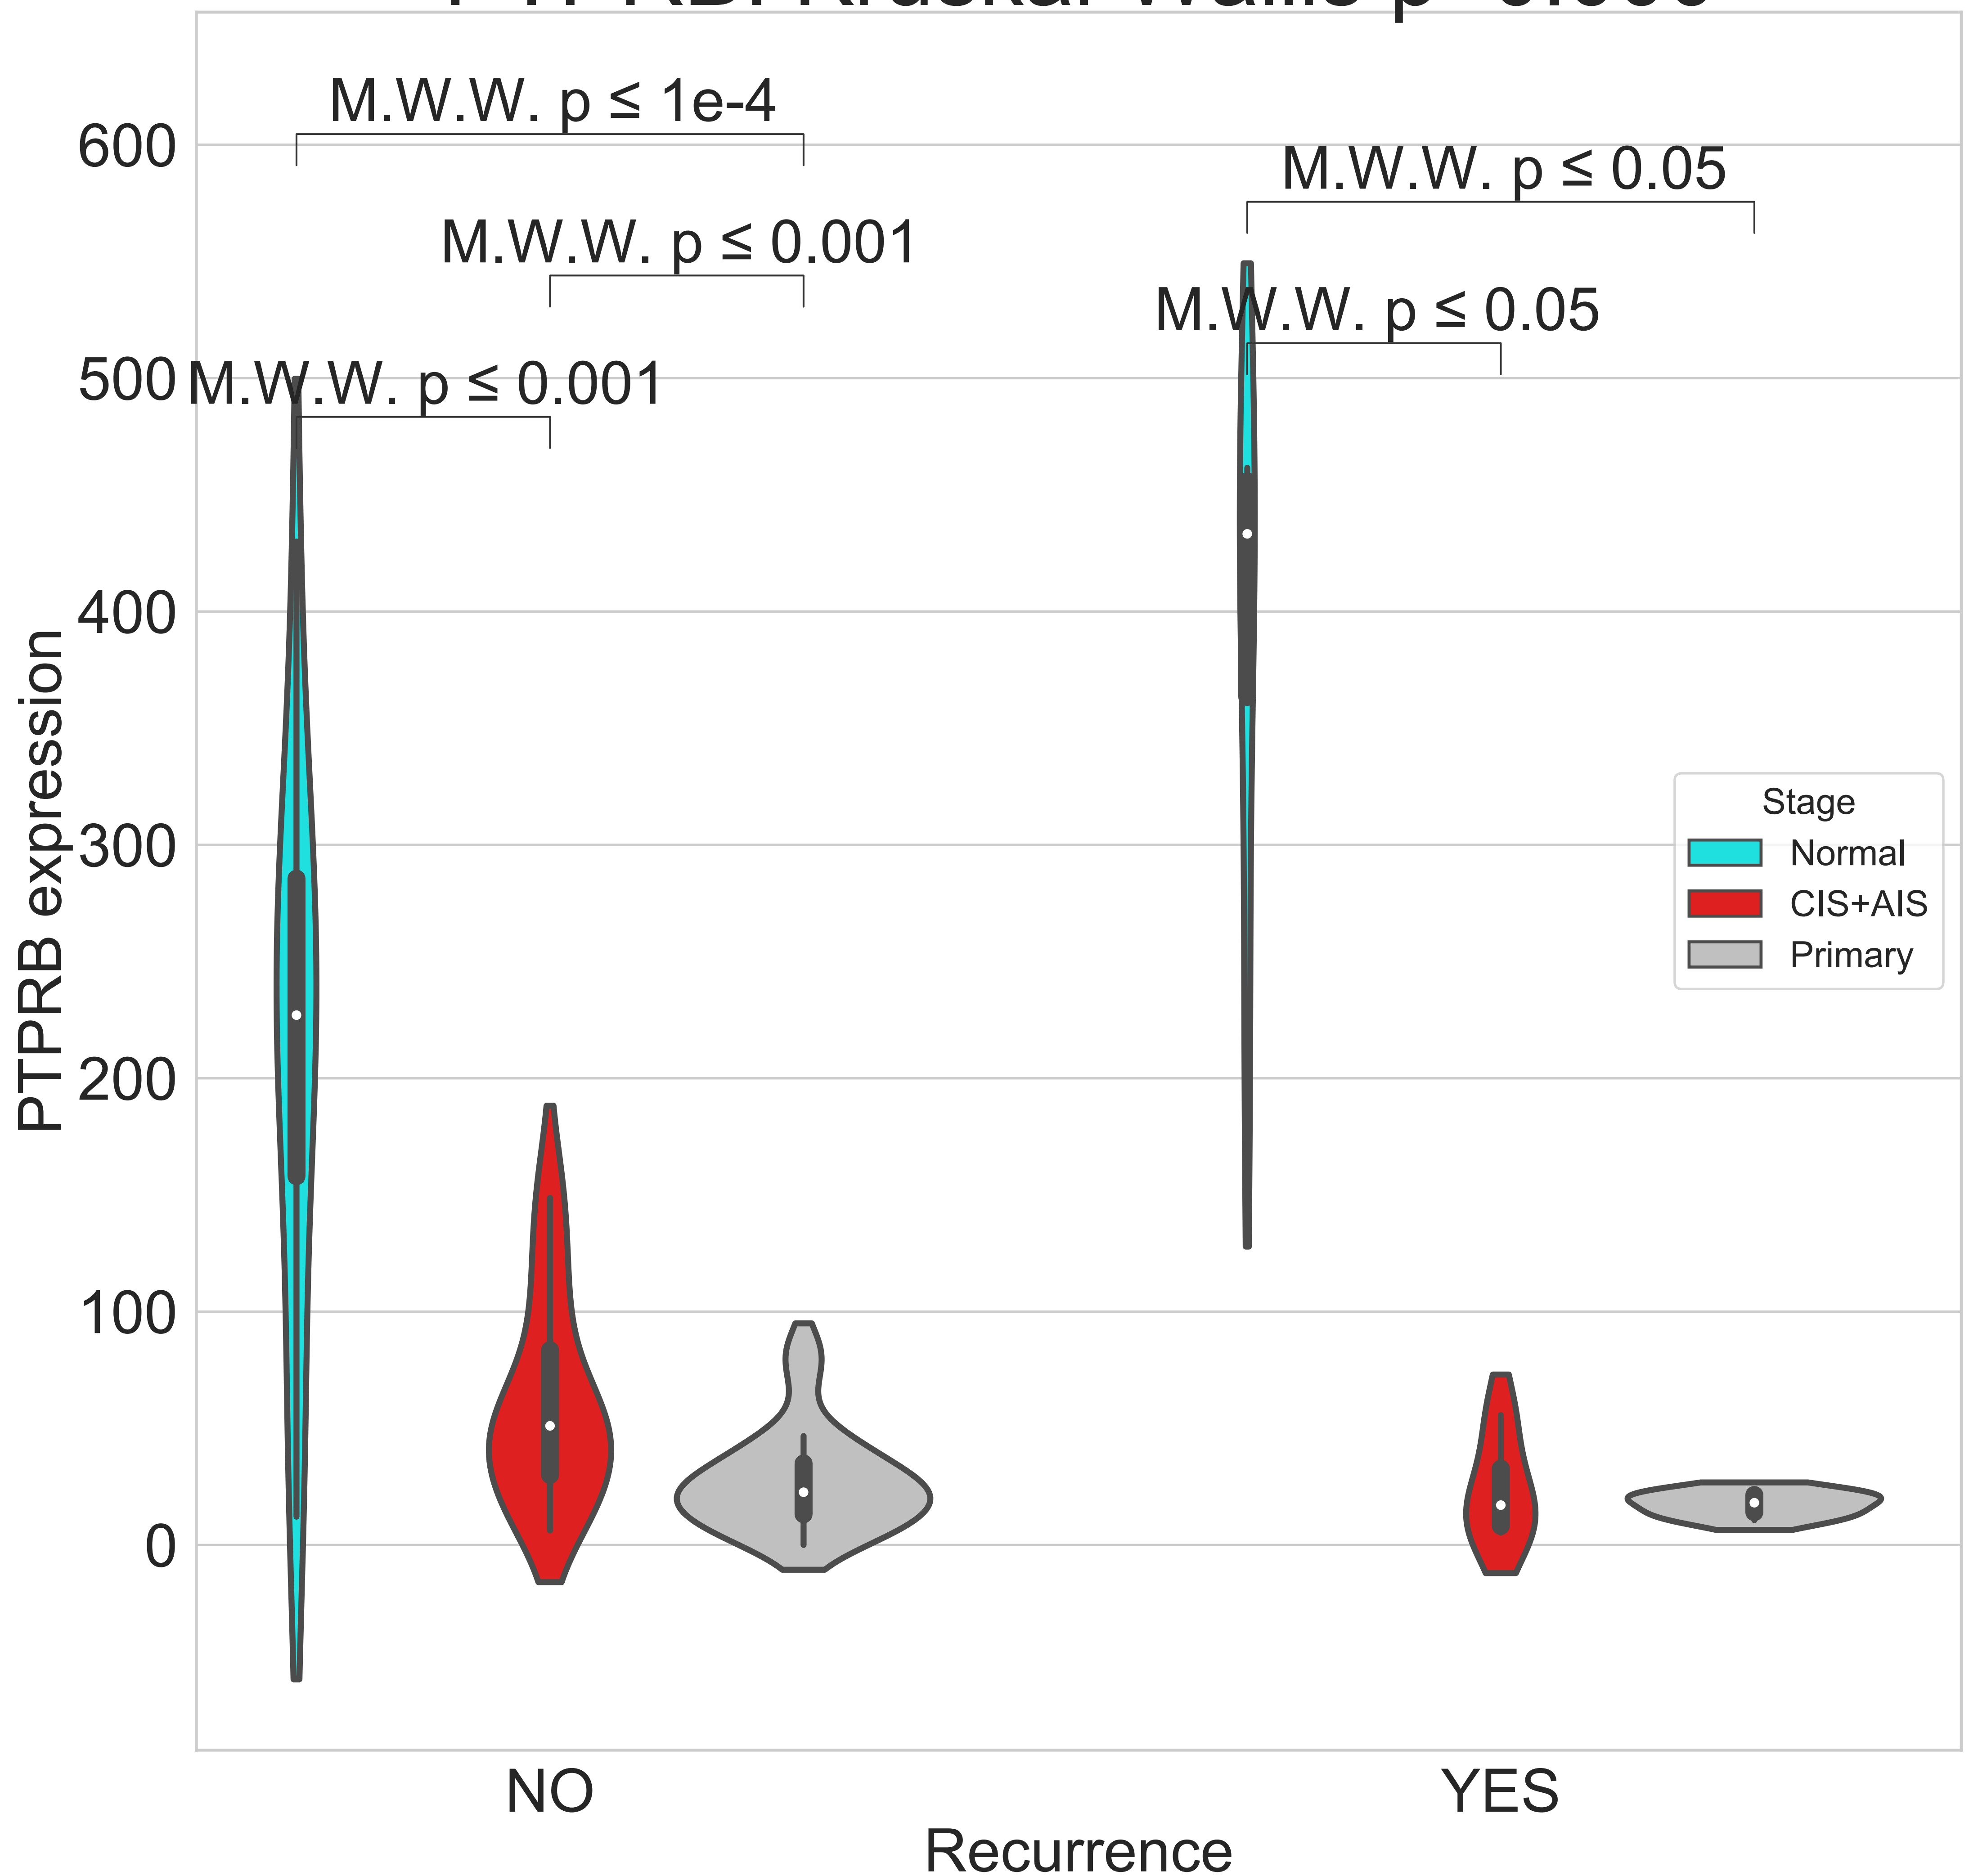 M.W.W. p ≤ 1e-4
600
M.W.W. p ≤ 0.05
M.W.W. p ≤ 0.001
M.W.W. p ≤ 0.05
500
M.W.W. p ≤ 0.001
400
300
200
100
0
PTPRB expression
Stage
Normal
CIS+AIS
Primary
NO
YES
Recurrence